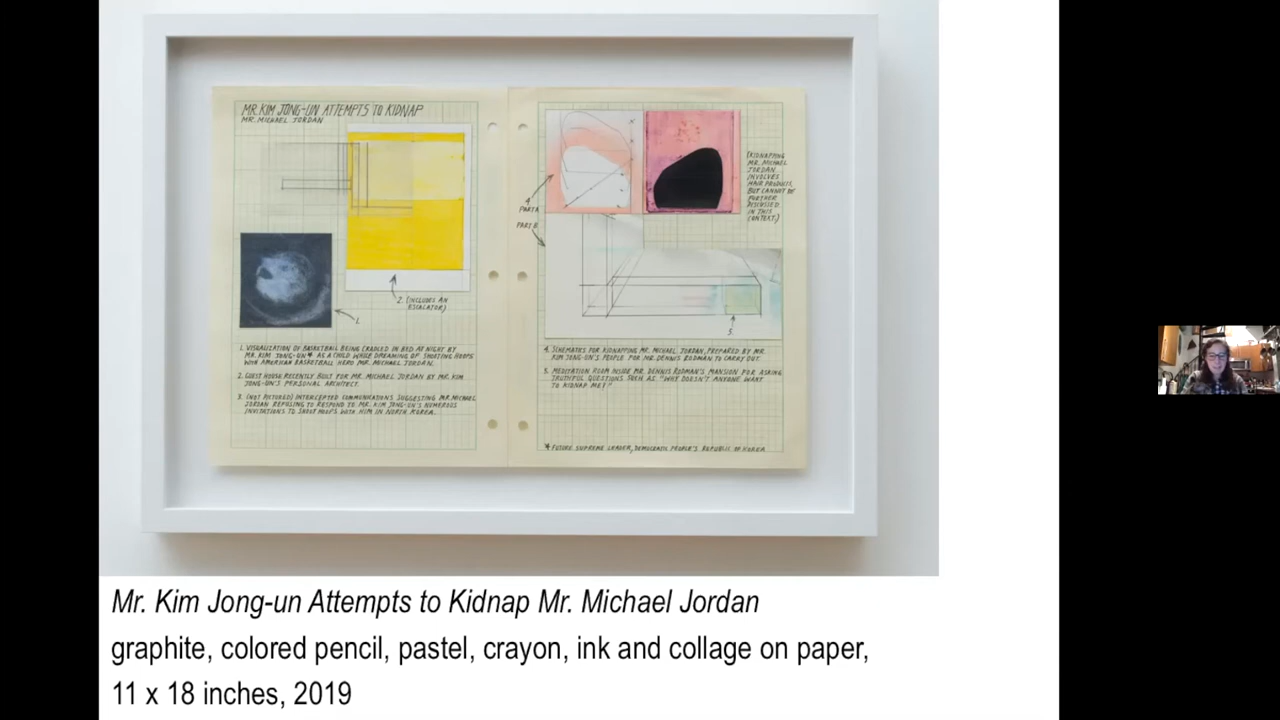 MR. KIM JONG-UN ATTEMPTS TO KIDNAP
MR. MICHAEL JORDAN
2. (INCLUDES AN
ESCALATOR)
1.
1. VISUALIZATION OF BASKETBALL BEING CRADLED IN BED AT NIGHT BY
MR. KIM JONG-UN* AS A CHILD WHILE DREAMING OF SHOOTING HOOPS
WITH AMERICAN BASKETBALL HERO MR. MICHAEL JORDAN.
2. GUEST HOUSE RECENTLY BUILT FOR MR. MICHAEL JORDAN BY MR. KIM
JONG-UN'S PERSONAL ARCHITECT.
3. (NOT PICTURED) INTERCEPTED COMMUNICATIONS SUGGESTING MR. MICHAEL
JORDAN REFUSING TO RESPOND TO MR. KIM JONG-UN'S NUMEROUS
INVITATIONS TO SHOOT HOOPS WITH HIM IN NORTH KOREA.
4.
PART A
PART B
(KIDNAPPING
MR. MICHAEL
JORDAN
INVOLVES
HAIR PRODUCTS,
BUT CANNOT BE
FURTHER
DISCUSSED
IN THIS
CONTEXT.)
5.
4. SCHEMATICS FOR KIDNAPPING MR. MICHAEL JORDAN, PREPARED BY MR.
KIM JONG-UN'S PEOPLE FOR MR. DENNIS RODMAN TO CARRY OUT.
5. MEDITATION ROOM INSIDE MR. DENNIS RODMAN'S MANSION FOR ASKING
TRUTHFUL QUESTIONS SUCH AS "WHY DOESN'T ANYONE WANT
TO KIDNAP ME?"
* FUTURE SUPREME LEADER, DEMOCRATIC PEOPLE'S REPUBLIC OF KOREA
Mr. Kim Jong-un Attempts to Kidnap Mr. Michael Jordan
graphite, colored pencil, pastel, crayon, ink and collage on paper,
11 x 18 inches, 2019